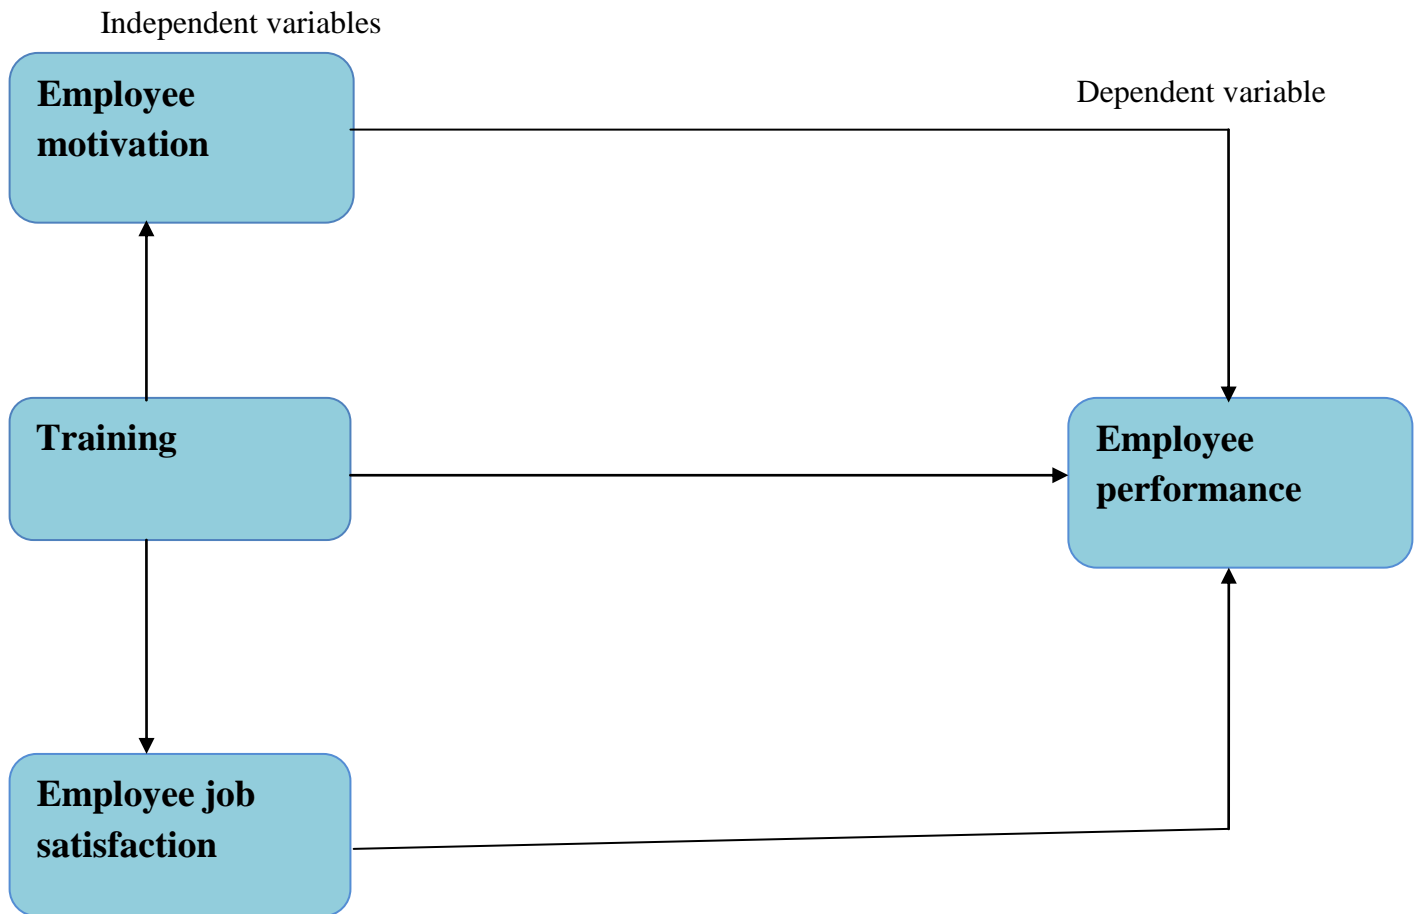 Independent variables
Employee
motivation
Dependent variable
Training
Employee
performance
Employee job
satisfaction